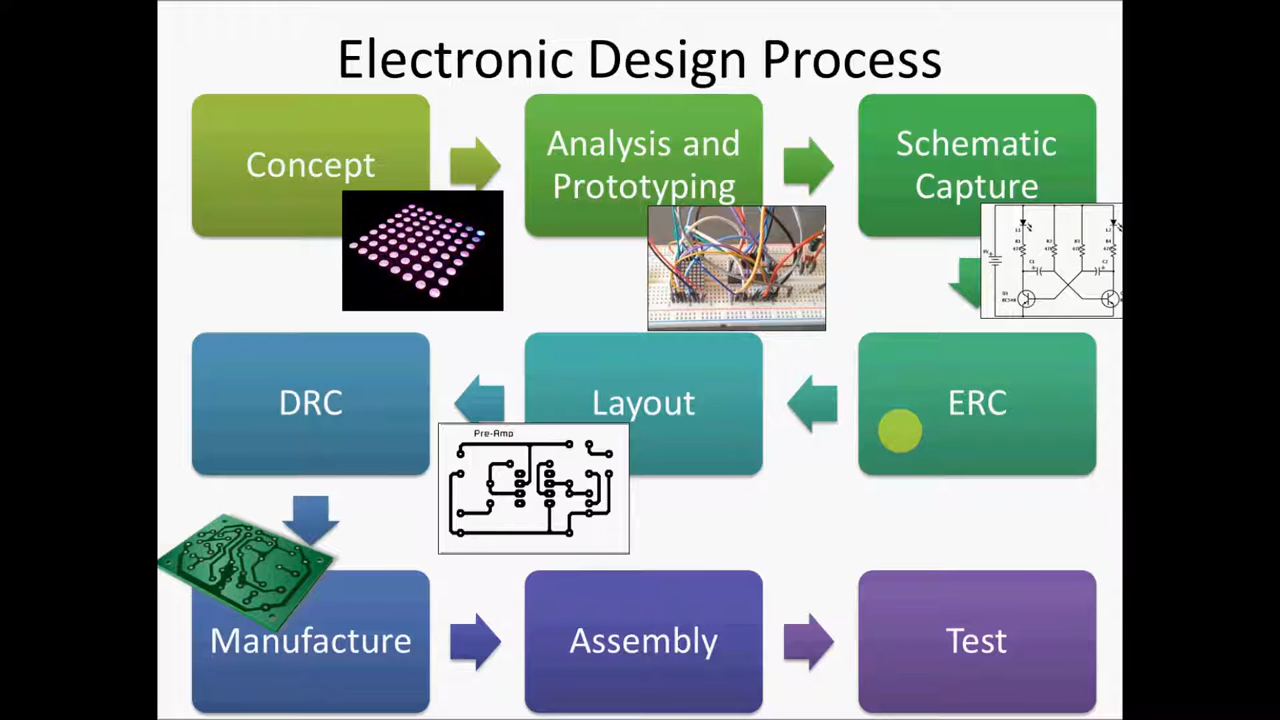 Electronic Design Process
Concept
Analysis and
Prototyping
Schematic
Capture
DRC
Layout
ERC
Pre-Amp
Manufacture
Assembly
Test